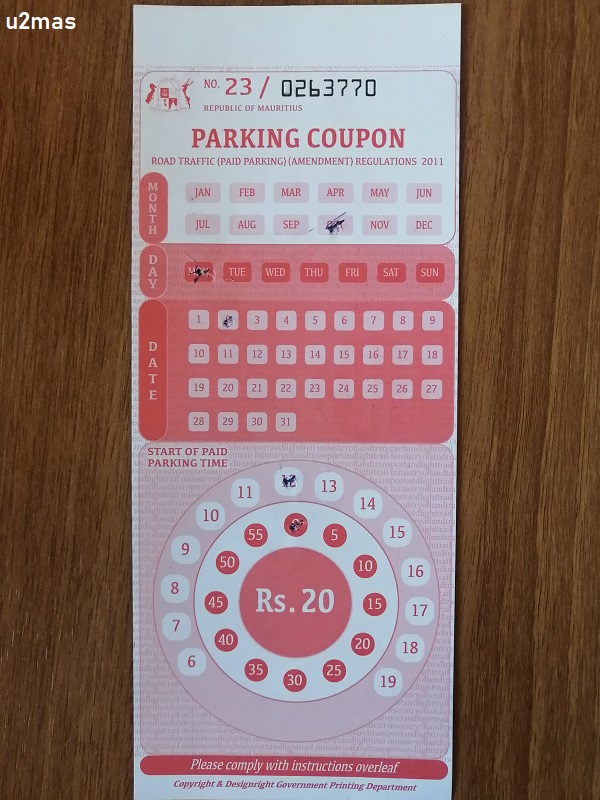 u2mas
NO. 23 / 0263770
REPUBLIC OF MAURITIUS
PARKING COUPON
ROAD TRAFFIC (PAID PARKING) (AMENDMENT) REGULATIONS 2011
MONTH
JAN FEB MAR APR MAY JUN
JUL AUG SEP NOV DEC
DAY
TUE WED THU FRI SAT SUN
DATE
1 3 4 5 6 7 8 9
10 11 12 13 14 15 16 17 18
19 20 21 22 23 24 25 26 27
28 29 30 31
START OF PAID
PARKING TIME
6 7 8 9 10 11 12 13 14 15 16 17 18 19
5 10 15 20 25 30 35 40 45 50 55
Rs. 20
Please comply with instructions overleaf
Copyright & Designright Government Printing Department